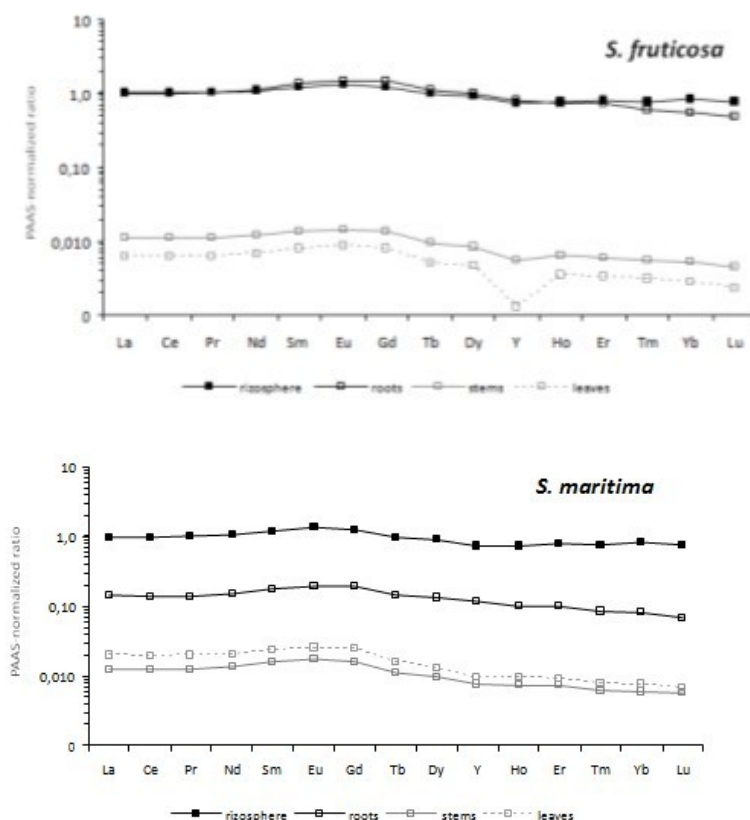 10
S. fruticosa
1,0
0,10
0,010
0
PAAS-normalized ratio
La Ce Pr Nd Sm Eu Gd Tb Dy Y Ho Er Tm Yb Lu
rizosphere roots stems leaves
10
S. maritima
1,0
0,10
0,010
0
PAAS-normalized ratio
La Ce Pr Nd Sm Eu Gd Tb Dy Y Ho Er Tm Yb Lu
rizosphere roots stems leaves